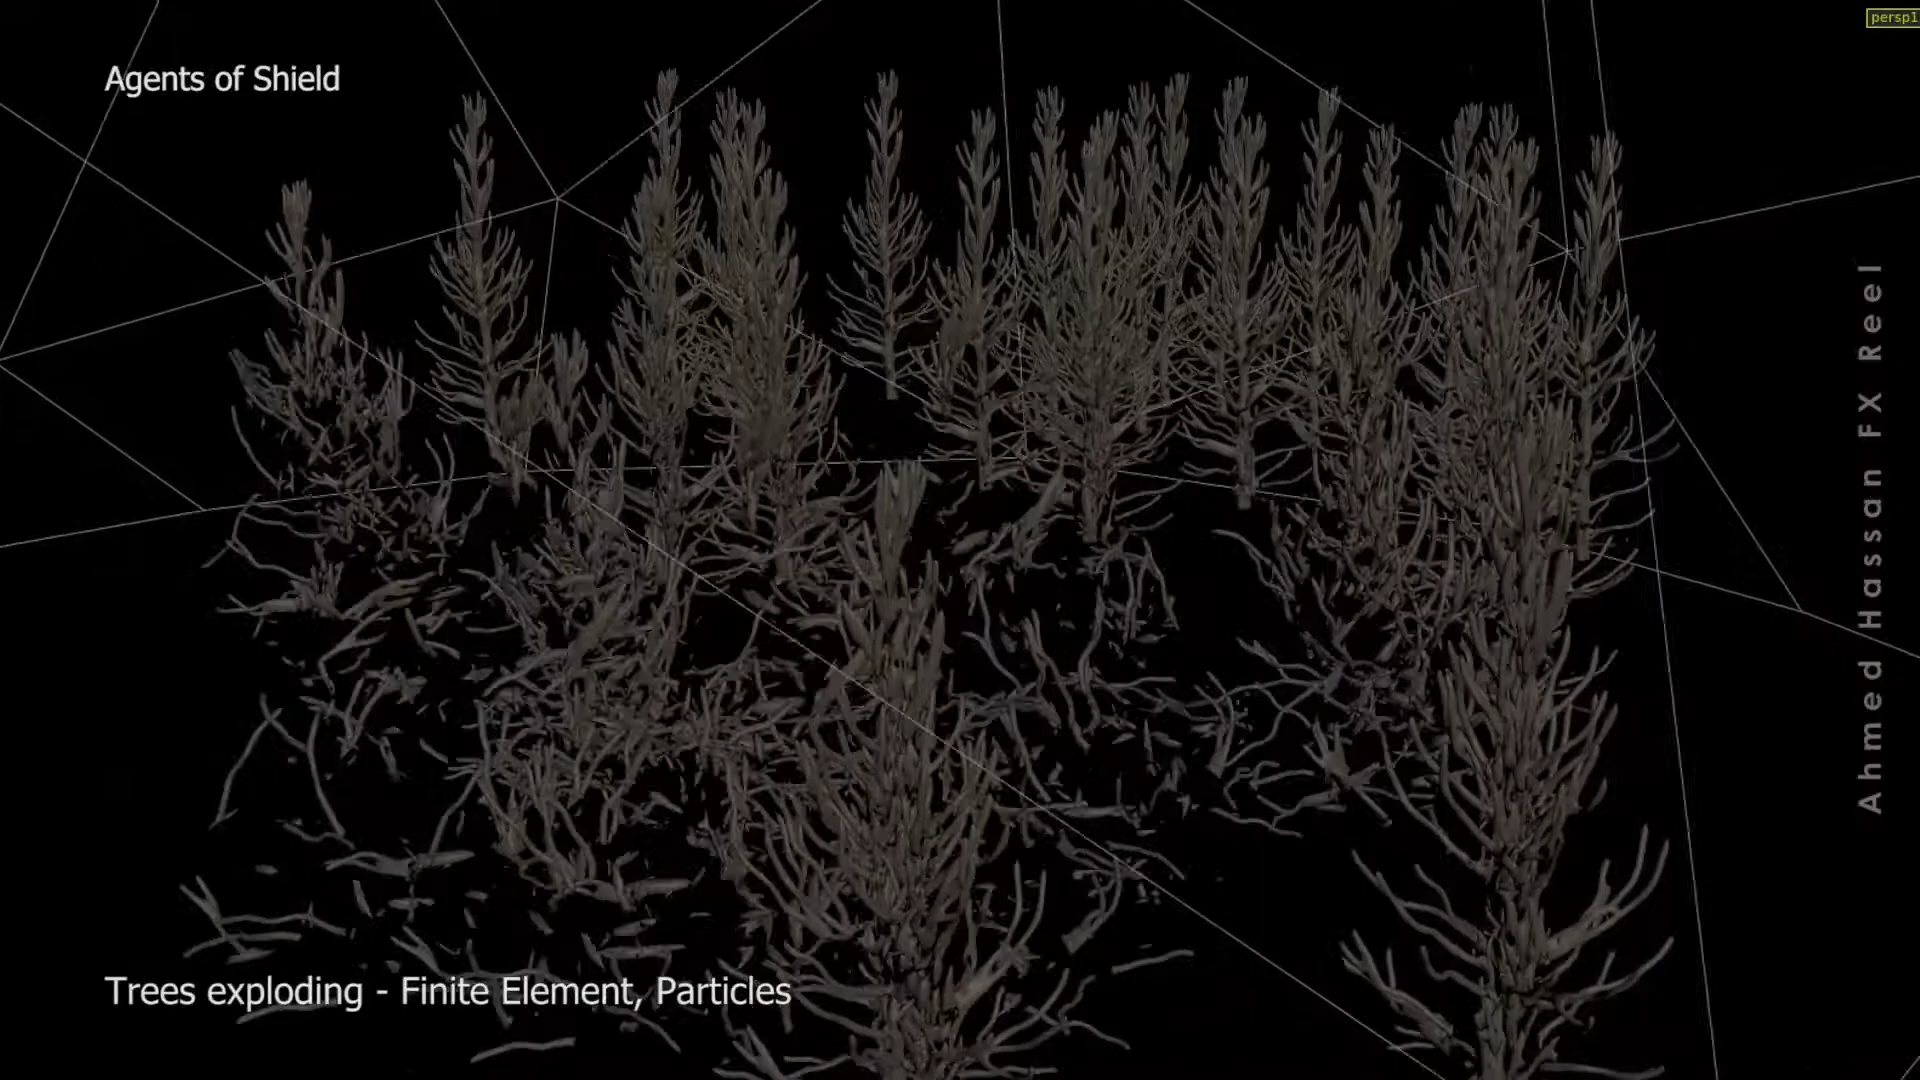 persp1
Agents of Shield
Ahmed Hassan FX Reel
Trees exploding - Finite Element, Particles